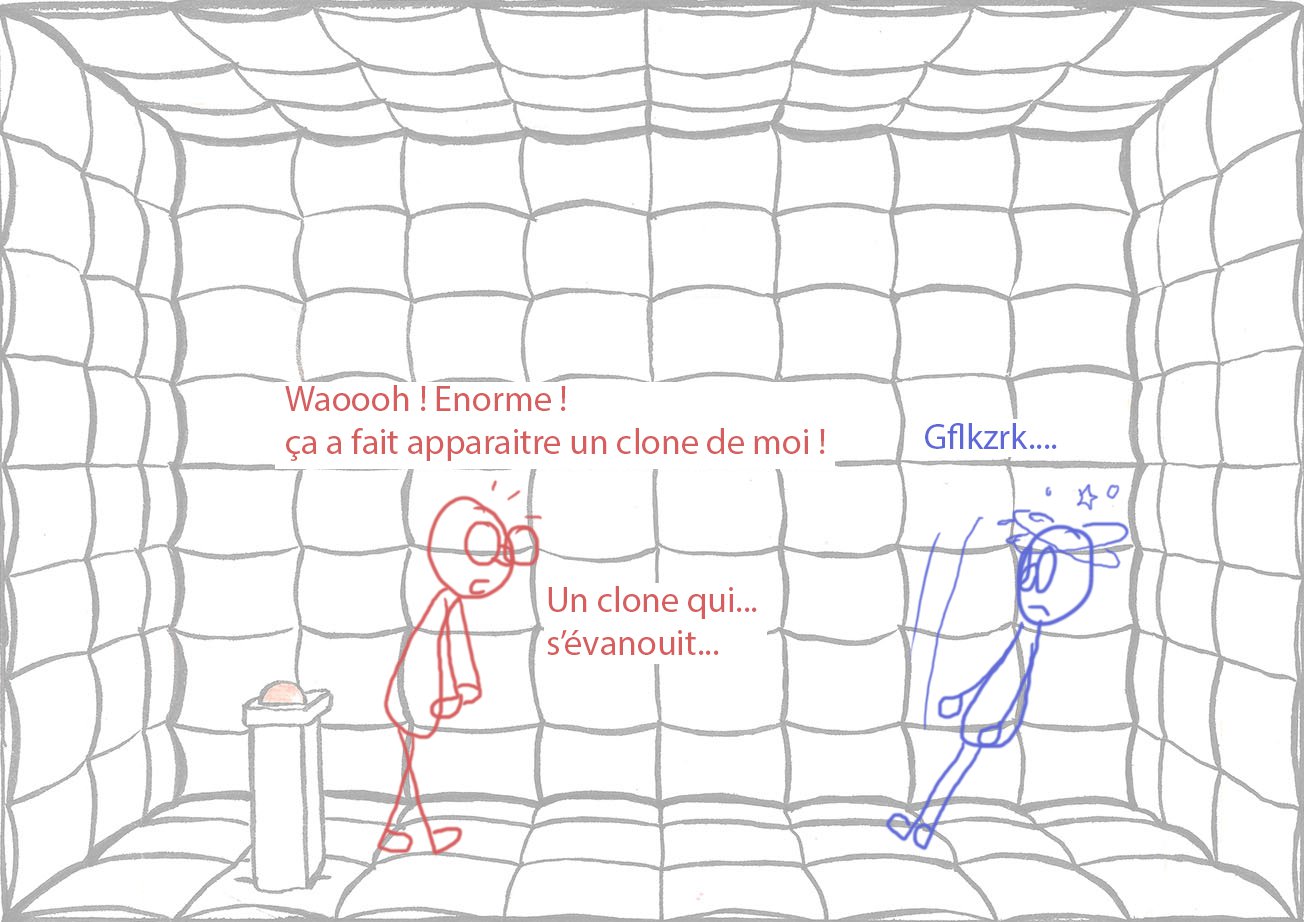 Waoooh ! Enorme !
ça a fait apparaitre un clone de moi !
Gflkzrk....
Un clone qui...
s'évanouit...